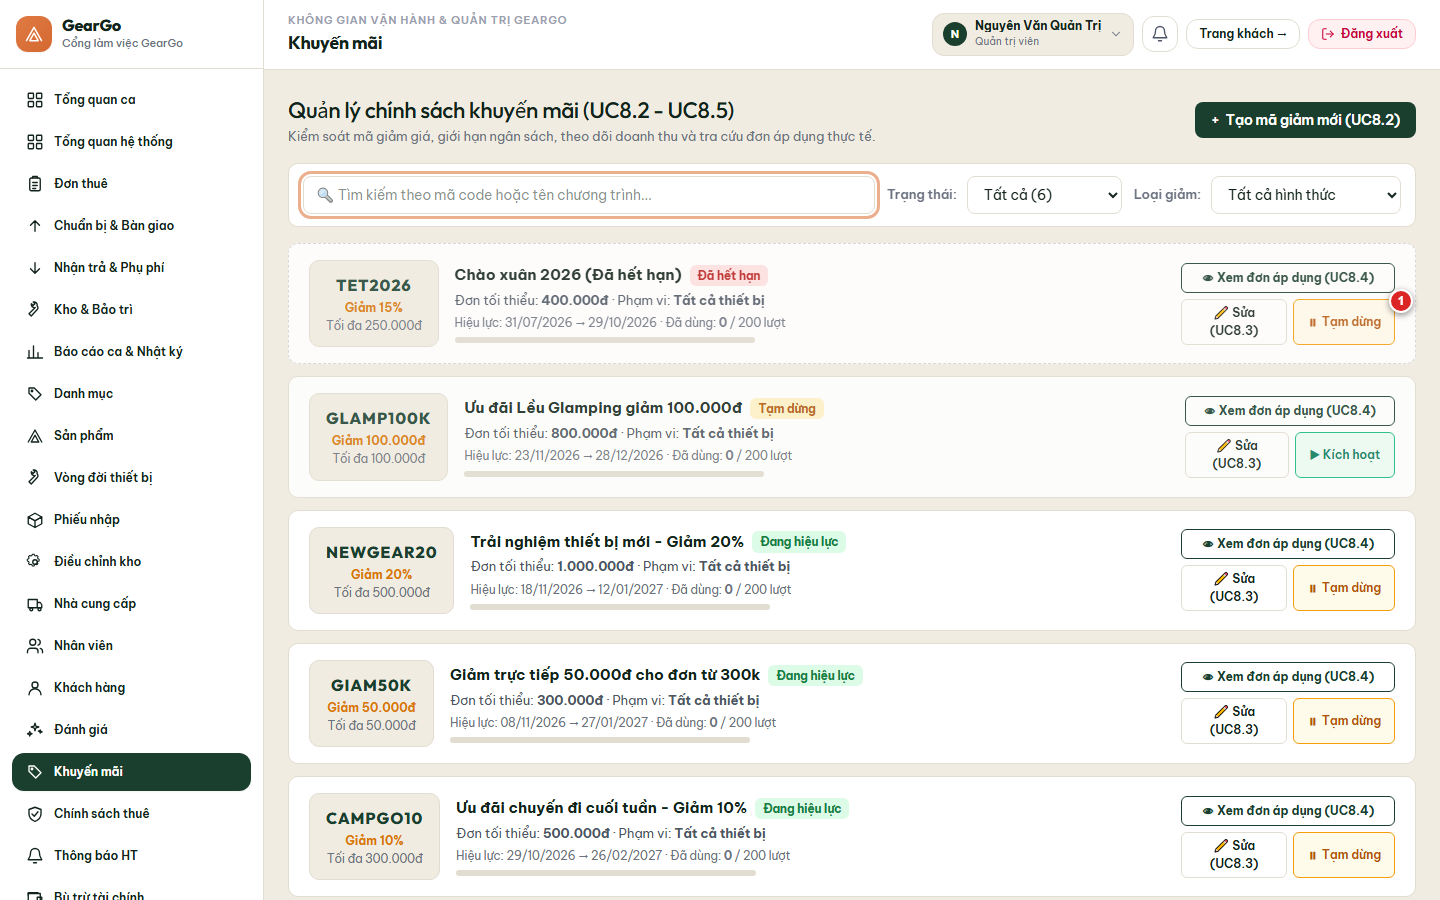 GearGo
Cổng làm việc GearGo
KHÔNG GIAN VẬN HÀNH & QUẢN TRỊ GEARGO
Khuyến mãi
N
Nguyễn Văn Quản Trị
Quản trị viên
Trang khách →
Đăng xuất
Tổng quan ca
Tổng quan hệ thống
Đơn thuê
Chuẩn bị & Bàn giao
Nhận trả & Phụ phí
Kho & Bảo trì
Báo cáo ca & Nhật ký
Danh mục
Sản phẩm
Vòng đời thiết bị
Phiếu nhập
Điều chỉnh kho
Nhà cung cấp
Nhân viên
Khách hàng
Đánh giá
Khuyến mãi
Chính sách thuê
Thông báo HT
Bù trừ tài chính
Quản lý chính sách khuyến mãi (UC8.2 - UC8.5)
Kiểm soát mã giảm giá, giới hạn ngân sách, theo dõi doanh thu và tra cứu đơn áp dụng thực tế.
+ Tạo mã giảm mới (UC8.2)
🔍 Tìm kiếm theo mã code hoặc tên chương trình...
Trạng thái:
Tất cả (6)
Loại giảm:
Tất cả hình thức
TET2026
Giảm 15%
Tối đa 250.000đ
Chào xuân 2026 (Đã hết hạn) Đã hết hạn
Đơn tối thiểu: 400.000đ · Phạm vi: Tất cả thiết bị
Hiệu lực: 31/07/2026 → 29/10/2026 · Đã dùng: 0 / 200 lượt
👁 Xem đơn áp dụng (UC8.4)
✏️ Sửa (UC8.3)
⏸ Tạm dừng
1
GLAMP100K
Giảm 100.000đ
Tối đa 100.000đ
Ưu đãi Lều Glamping giảm 100.000đ Tạm dừng
Đơn tối thiểu: 800.000đ · Phạm vi: Tất cả thiết bị
Hiệu lực: 23/11/2026 → 28/12/2026 · Đã dùng: 0 / 200 lượt
👁 Xem đơn áp dụng (UC8.4)
✏️ Sửa (UC8.3)
▶ Kích hoạt
NEWGEAR20
Giảm 20%
Tối đa 500.000đ
Trải nghiệm thiết bị mới - Giảm 20% Đang hiệu lực
Đơn tối thiểu: 1.000.000đ · Phạm vi: Tất cả thiết bị
Hiệu lực: 18/11/2026 → 12/01/2027 · Đã dùng: 0 / 200 lượt
👁 Xem đơn áp dụng (UC8.4)
✏️ Sửa (UC8.3)
⏸ Tạm dừng
GIAM50K
Giảm 50.000đ
Tối đa 50.000đ
Giảm trực tiếp 50.000đ cho đơn từ 300k Đang hiệu lực
Đơn tối thiểu: 300.000đ · Phạm vi: Tất cả thiết bị
Hiệu lực: 08/11/2026 → 27/01/2027 · Đã dùng: 0 / 200 lượt
👁 Xem đơn áp dụng (UC8.4)
✏️ Sửa (UC8.3)
⏸ Tạm dừng
CAMPGO10
Giảm 10%
Tối đa 300.000đ
Ưu đãi chuyến đi cuối tuần - Giảm 10% Đang hiệu lực
Đơn tối thiểu: 500.000đ · Phạm vi: Tất cả thiết bị
Hiệu lực: 29/10/2026 → 26/02/2027 · Đã dùng: 0 / 200 lượt
👁 Xem đơn áp dụng (UC8.4)
✏️ Sửa (UC8.3)
⏸ Tạm dừng